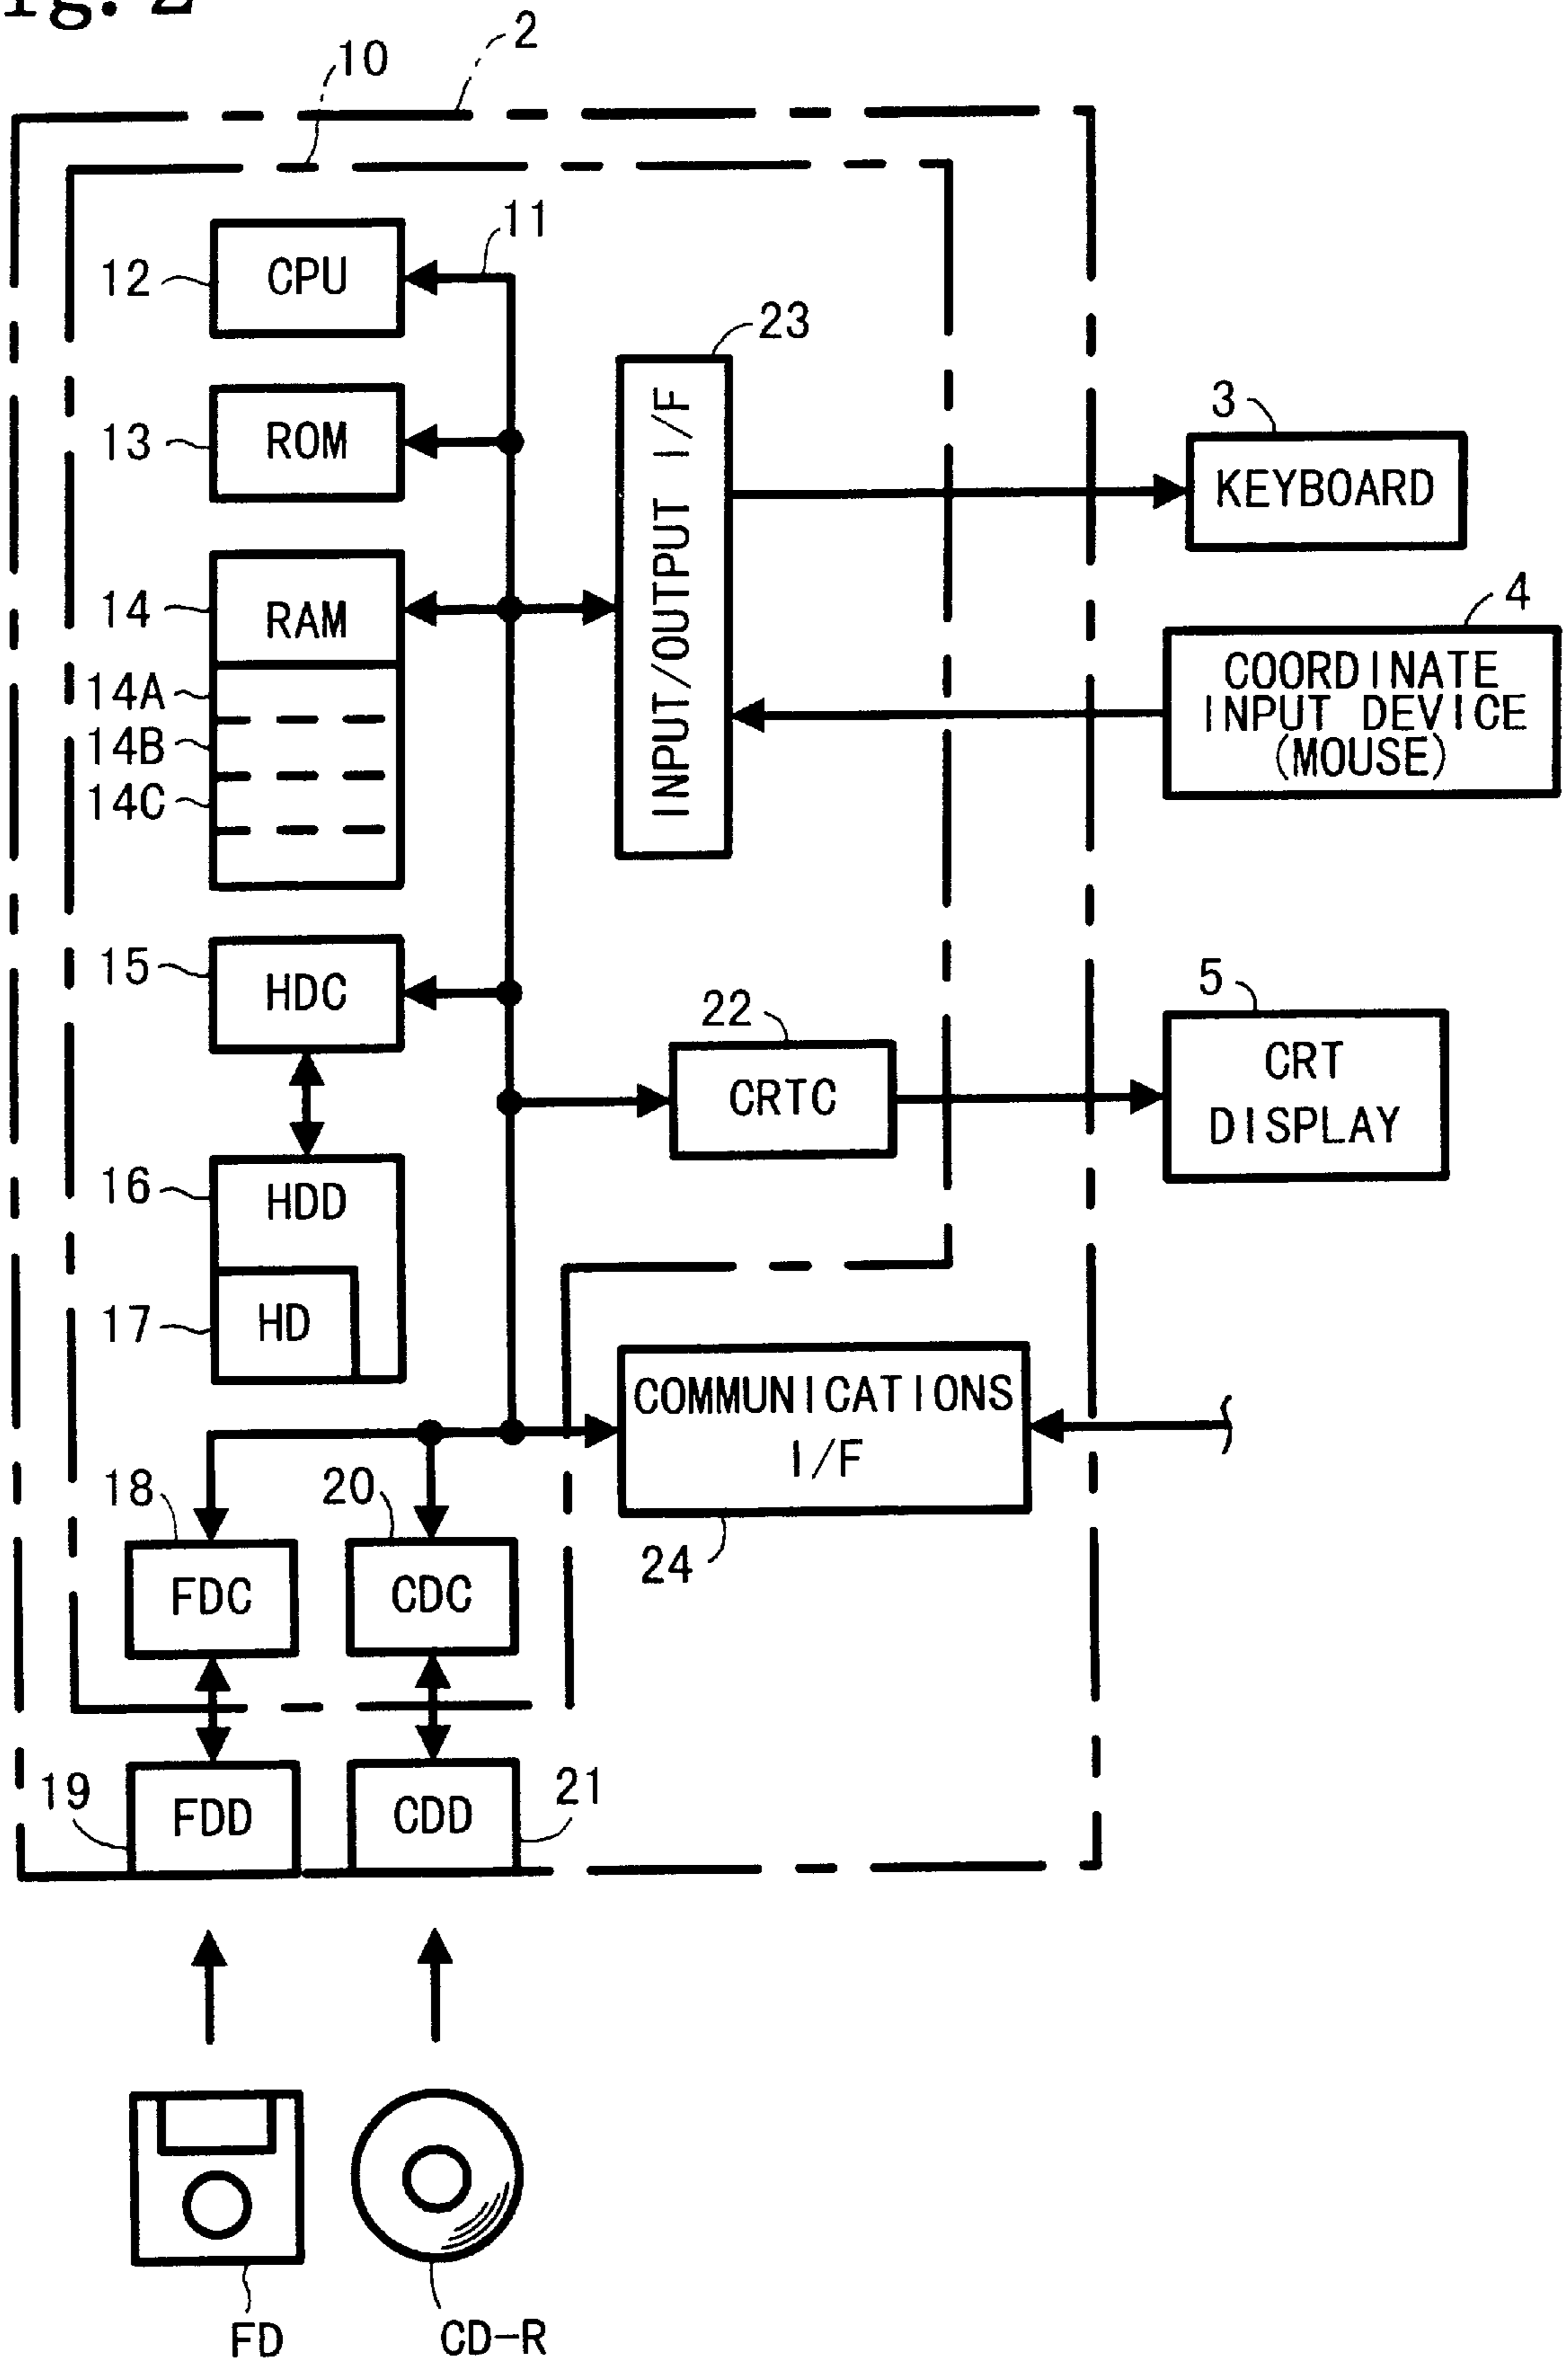 ig. 2
2
10
11
12
CPU
23
13
ROM
3
KEYBOARD
INPUT/OUTPUT I/F
14
RAM
4
COORDINATE
INPUT DEVICE
(MOUSE)
14A
14B
14C
15
HDC
22
CRTC
5
CRT
DISPLAY
16
HDD
17
HD
COMMUNICATIONS
I/F
24
18
20
FDC
CDC
19
FDD
CDD
21
FD
CD-R